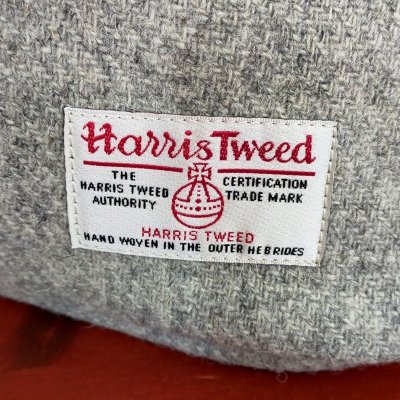 Harris Tweed
THE CERTIFICATION
HARRIS TWEED TRADE MARK
AUTHORITY
HARRIS TWEED
HAND WOVEN IN THE OUTER HEBRIDES